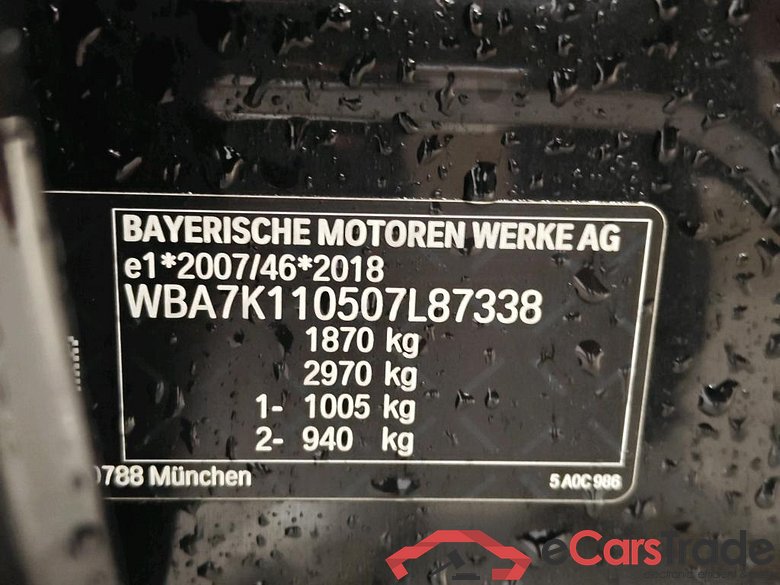 BAYERISCHE MOTOREN WERKE AG
e1*2007/46*2018
WBA7K110507L87338
1870 kg
2970 kg
1- 1005 kg
2- 940 kg
0788 München
5 A0C 986
eCarsTrade